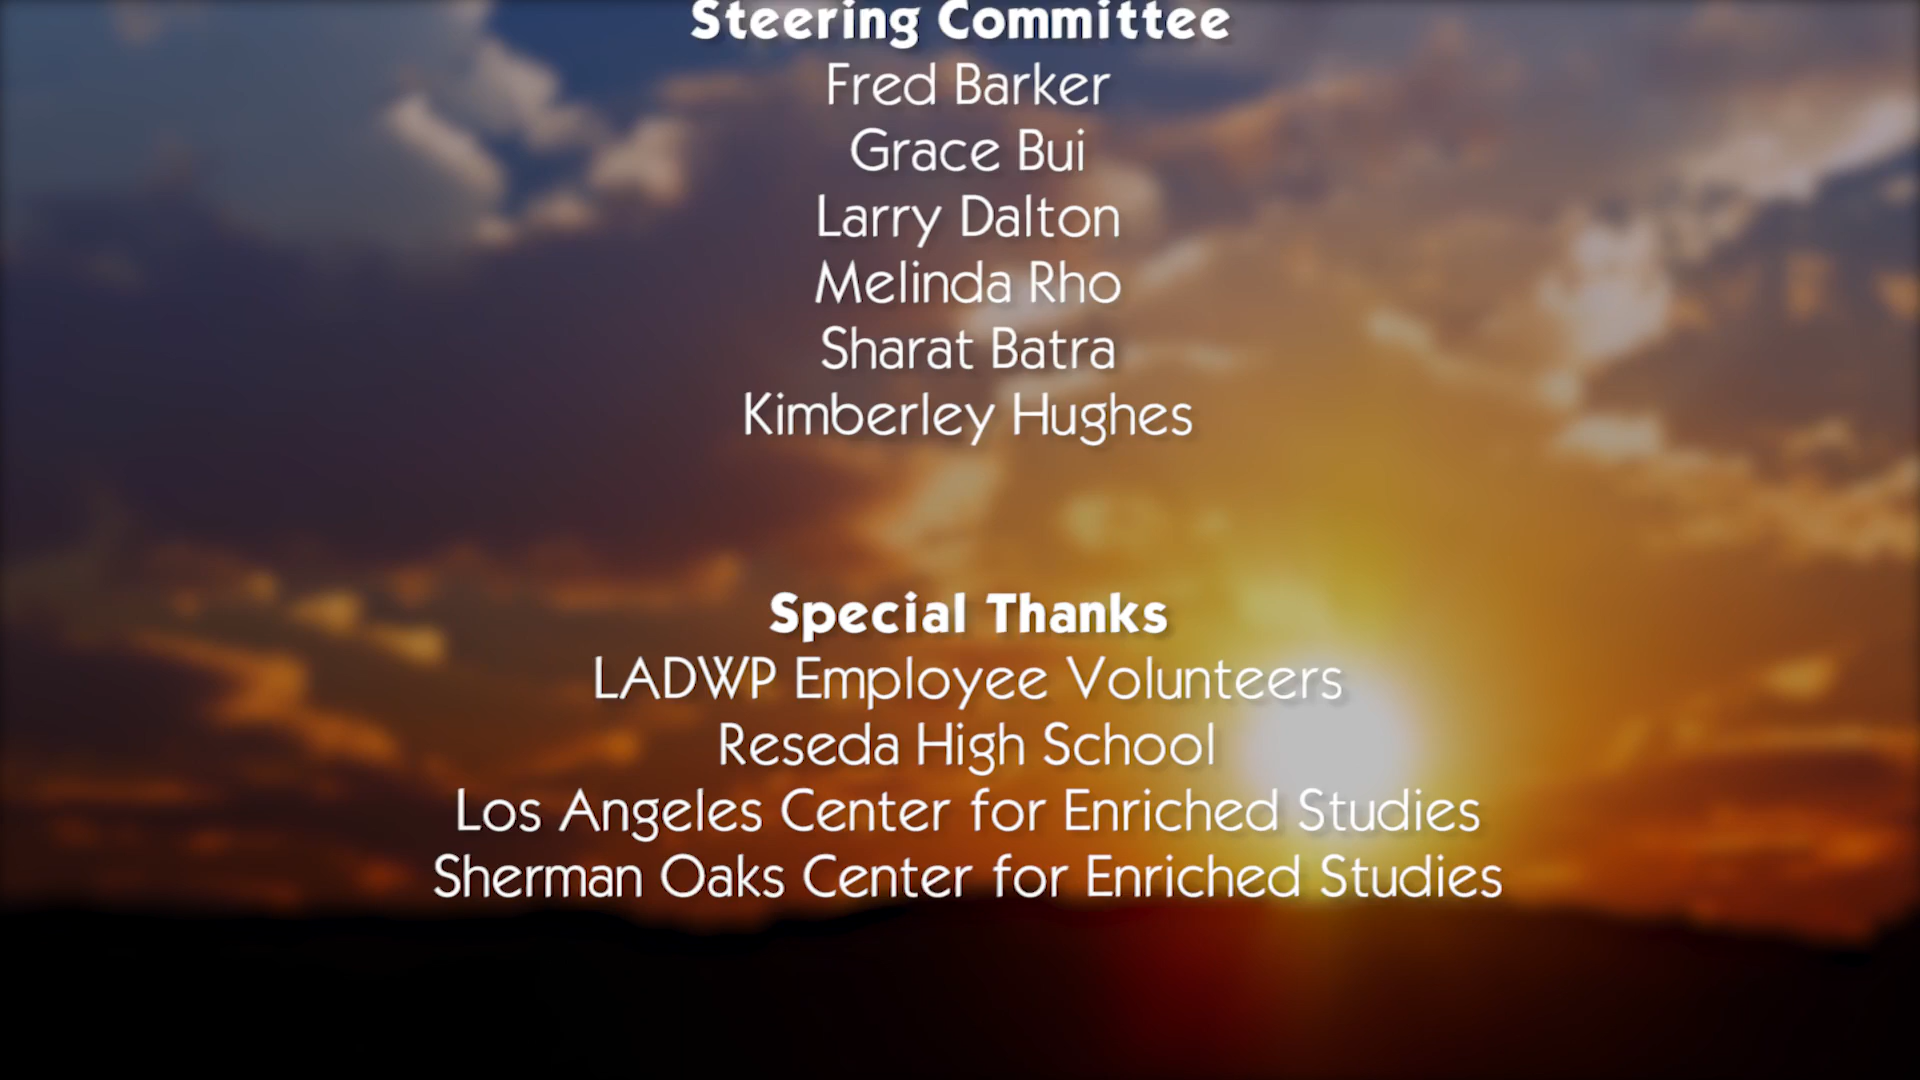 Steering Committee
Fred Barker
Grace Bui
Larry Dalton
Melinda Rho
Sharat Batra
Kimberley Hughes
Special Thanks
LADWP Employee Volunteers
Reseda High School
Los Angeles Center for Enriched Studies
Sherman Oaks Center for Enriched Studies